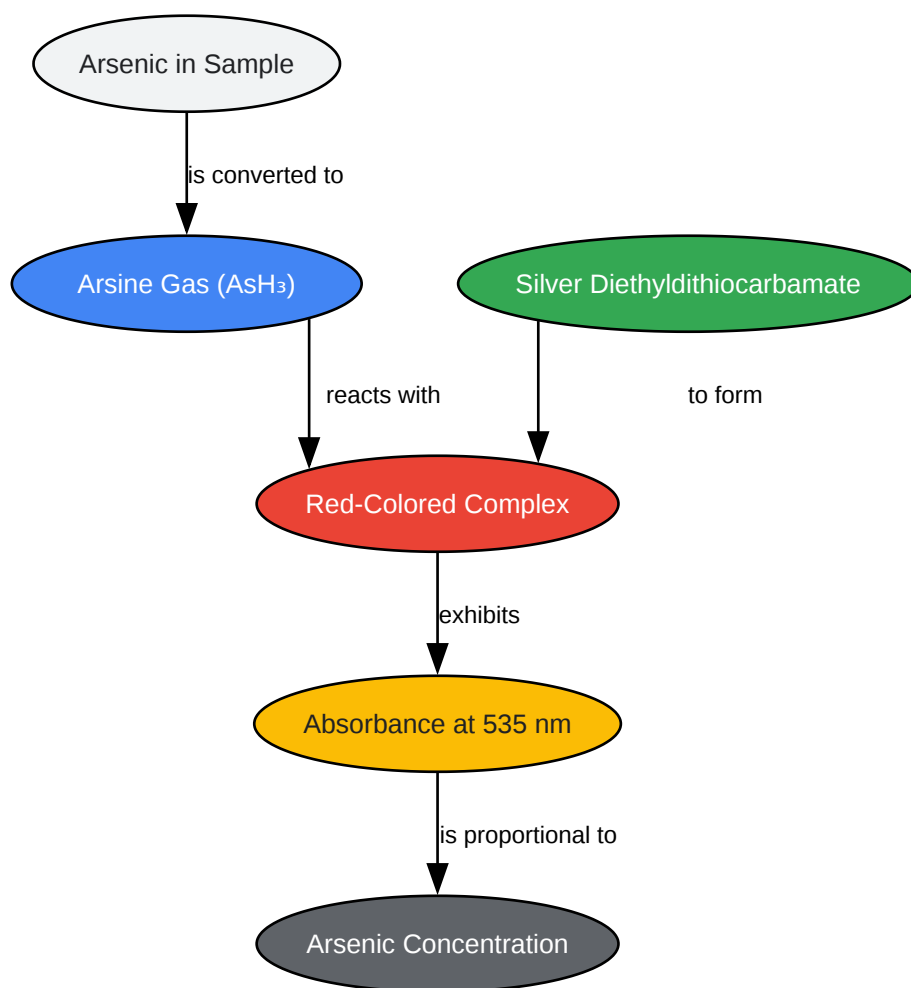 Arsenic in Sample
is converted to
Arsine Gas (AsH₃)
Silver Diethyldithiocarbamate
reacts with
to form
Red-Colored Complex
exhibits
Absorbance at 535 nm
is proportional to
Arsenic Concentration